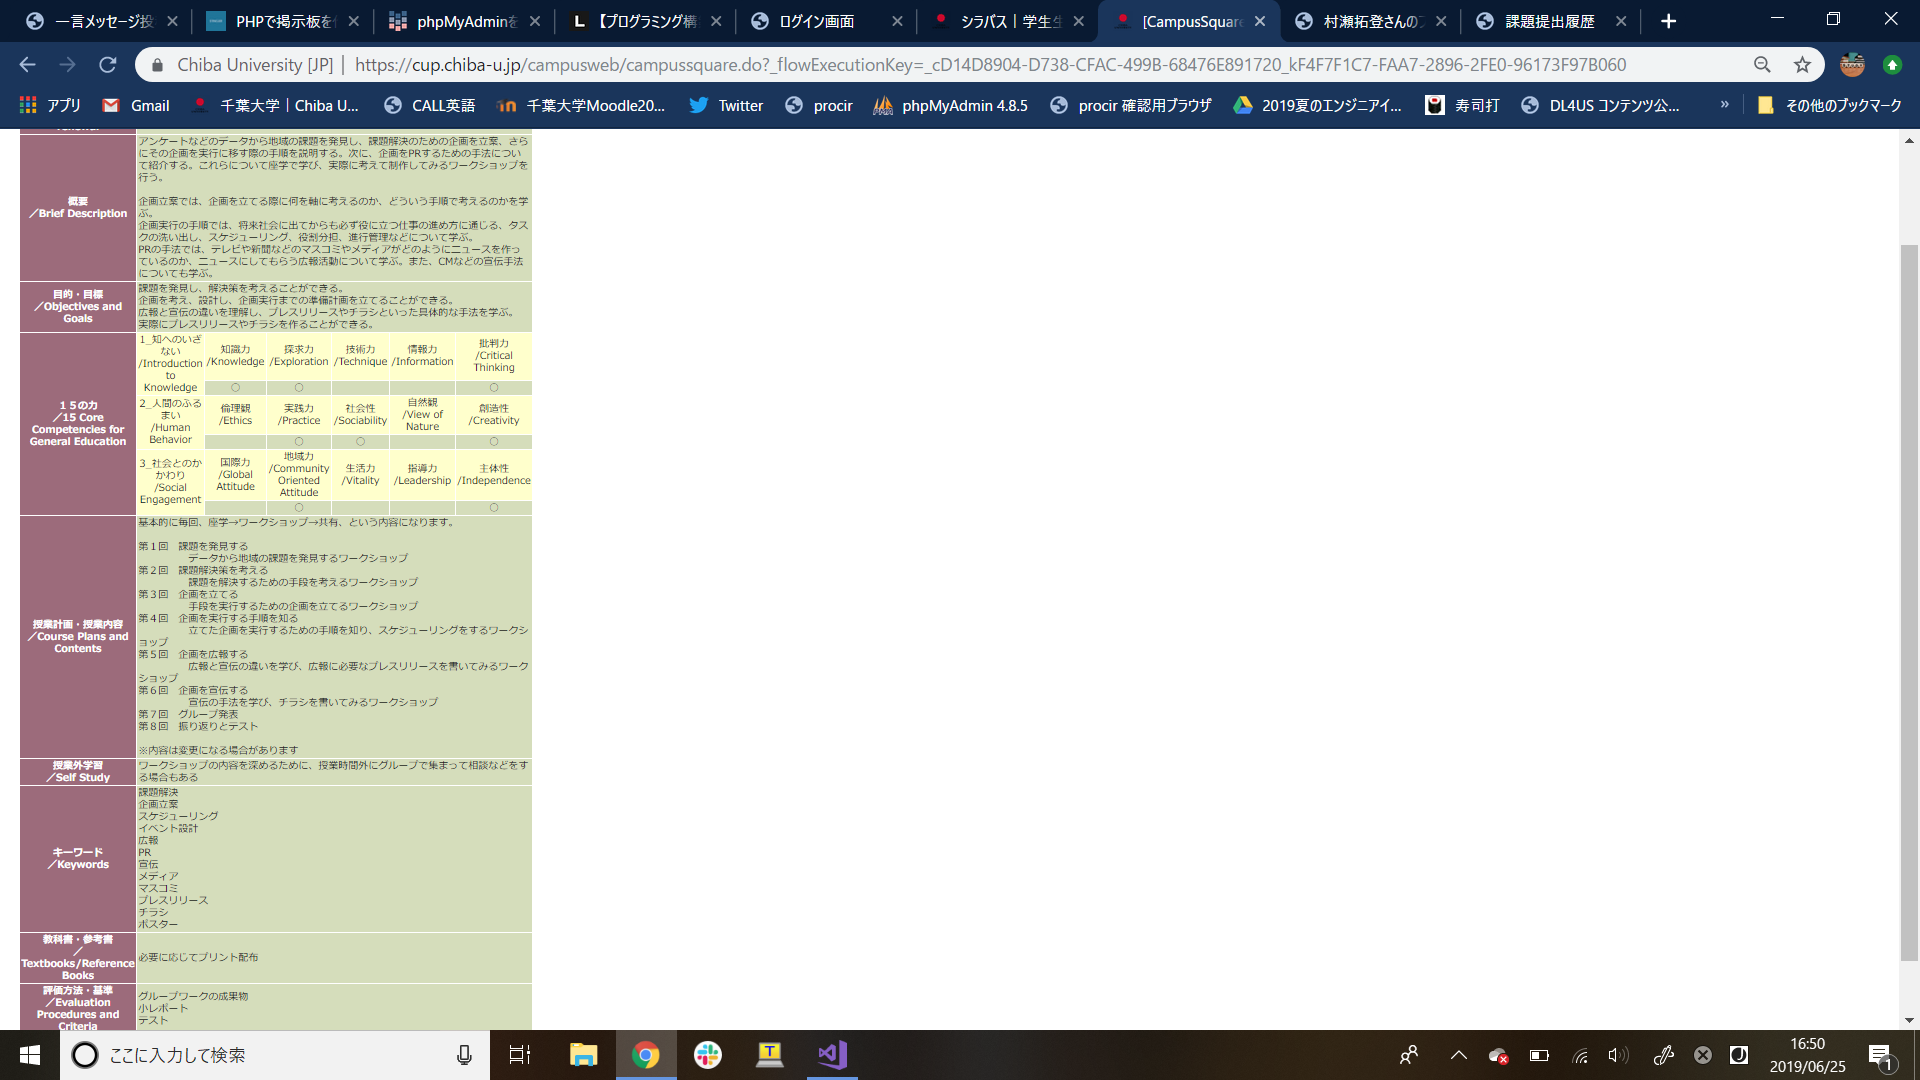 一言メッセージ投
PHPで掲示板を
phpMyAdminを
【プログラミング構
ログイン画面
シラバス｜学生生
[CampusSquare
村瀬拓登さんの
課題提出履歴
Chiba University [JP] | https://cup.chiba-u.jp/campusweb/campussquare.do?_flowExecutionKey=_cD14D8904-D738-CFAC-499B-68476E891720_kF4F7F1C7-FAA7-2896-2FE0-96173F97B060
アプリ
Gmail
千葉大学 | Chiba U...
CALL英語
千葉大学Moodle20...
Twitter
procir
phpMyAdmin 4.8.5
procir 確認用ブラウザ
2019夏のエンジニアイ...
寿司打
DL4US コンテンツ公...
»
その他のブックマーク
概要
／Brief Description
アンケートなどのデータから地域の課題を発見し、課題解決のための企画を立案、さら
にその企画を実行に移す際の手順を説明する。次に、企画をPRするための手法につい
て紹介する。これらについて座学で学び、実際に考えて制作してみるワークショップを
行う。
企画立案では、企画を立てる際に何を軸に考えるのか、どういう手順で考えるのかを学
ぶ。
企画実行の手順では、将来社会に出てからも必ず役に立つ仕事の進め方に通じる、タス
クの洗い出し、スケジューリング、役割分担、進行管理などについて学ぶ。
PRの手法では、テレビや新聞などのマスコミやメディアがどのようにニュースを作っ
ているのか、ニュースにしてもらう広報活動について学ぶ。また、CMなどの宣伝手法
についても学ぶ。
目的・目標
／Objectives and
Goals
課題を発見し、解決策を考えることができる。
企画を考え、設計し、企画実行までの準備計画を立てることができる。
広報と宣伝の違いを理解し、プレスリリースやチラシといった具体的な手法を学ぶ。
実際にプレスリリースやチラシを作ることができる。
１５の力
／15 Core
Competencies for
General Education
1_知へのいざ
ない
/Introduction
to
Knowledge
知識力
/Knowledge
探求力
/Exploration
技術力
/Technique
情報力
/Information
批判力
/Critical
Thinking
○ ○ ○
2_人間のふる
まい
/Human
Behavior
倫理観
/Ethics
実践力
/Practice
社会性
/Sociability
自然観
/View of
Nature
創造性
/Creativity
○ ○ ○
3_社会とのか
かわり
/Social
Engagement
国際力
/Global
Attitude
地域力
/Community
Oriented
Attitude
生活力
/Vitality
指導力
/Leadership
主体性
/Independence
○ ○
授業計画・授業内容
／Course Plans and
Contents
基本的に毎回、座学→ワークショップ→共有、という内容になります。
第１回　課題を発見する
データから地域の課題を発見するワークショップ
第２回　課題解決策を考える
課題を解決するための手段を考えるワークショップ
第３回　企画を立てる
手段を実行するための企画を立てるワークショップ
第４回　企画を実行する手順を知る
立てた企画を実行するための手順を知り、スケジューリングをするワークシ
ョップ
第５回　企画を広報する
広報と宣伝の違いを学び、広報に必要なプレスリリースを書いてみるワーク
ショップ
第６回　企画を宣伝する
宣伝の手法を学び、チラシを書いてみるワークショップ
第７回　グループ発表
第８回　振り返りとテスト
※内容は変更になる場合があります
授業外学習
／Self Study
ワークショップの内容を深めるために、授業時間外にグループで集まって相談などをす
る場合もある
キーワード
／Keywords
課題解決
企画立案
スケジューリング
イベント設計
広報
PR
宣伝
メディア
マスコミ
プレスリリース
チラシ
ポスター
教科書・参考書
／
Textbooks/Reference
Books
必要に応じてプリント配布
評価方法・基準
／Evaluation
Procedures and
Criteria
グループワークの成果物
小レポート
テスト
ここに入力して検索
16:50
2019/06/25
1